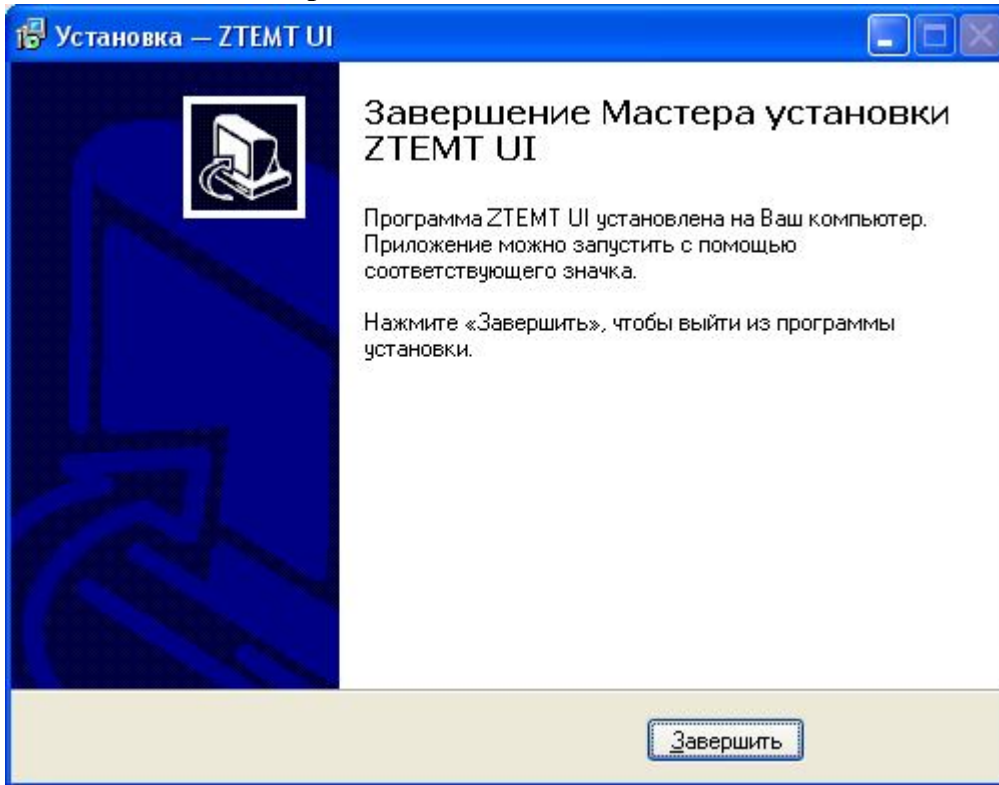 Установка — ZTEMT UI
Завершение Мастера установки
ZTEMT UI
Программа ZTEMT UI установлена на Ваш компьютер.
Приложение можно запустить с помощью
соответствующего значка.
Нажмите «Завершить», чтобы выйти из программы
установки.
Завершить